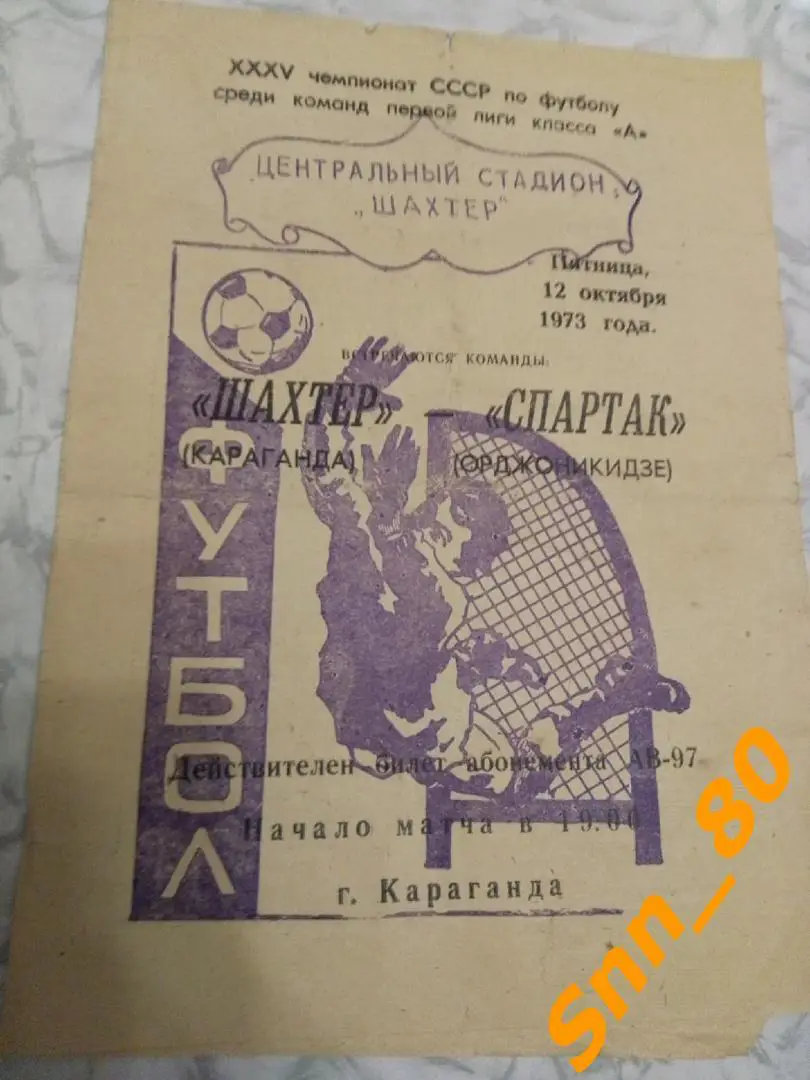 XXXV чемпионат СССР по футболу
среди команд первой лиги класса «А»
ЦЕНТРАЛЬНЫЙ СТАДИОН
„ШАХТЕР"
Пятница,
12 октября
1973 года.
ВСТРЕЧАЮТСЯ КОМАНДЫ:
«ШАХТЕР» — «СПАРТАК»
(КАРАГАНДА) (ОРДЖОНИКИДЗЕ)
ФУТБОЛ
Действителен билет абонемента АВ-97
Начало матча в 19.00
г. Караганда
Snn_80